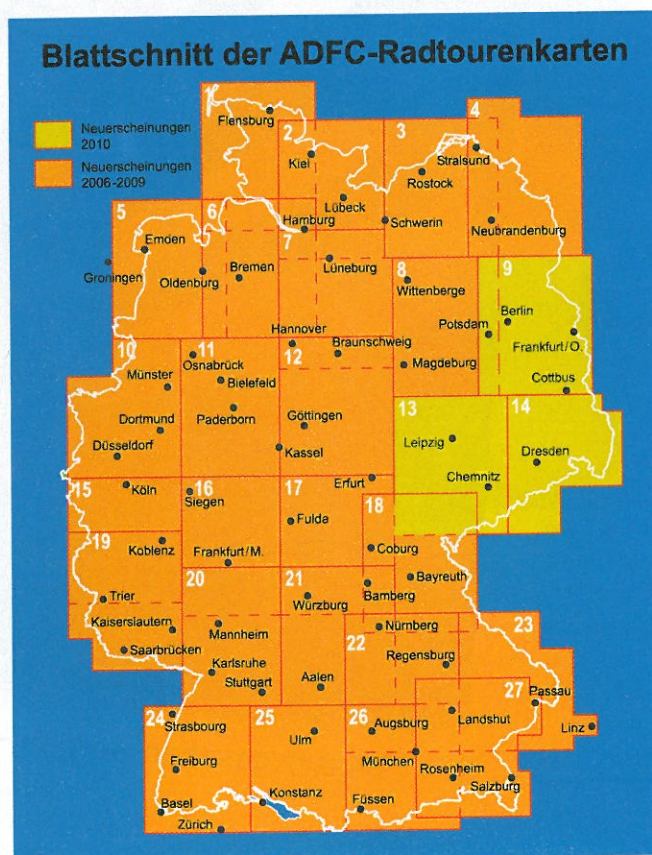 Blattschnitt der ADFC-Radtourenkarten
Neuerscheinungen
2010
Neuerscheinungen
2006-2009
1
Flensburg
2
Kiel
3
4
Stralsund
Rostock
Lübeck
Schwerin
Neubrandenburg
5
Emden
6
Hamburg
7
Groningen
Oldenburg
Bremen
Lüneburg
8
Wittenberge
9
Berlin
Potsdam
Frankfurt/O.
Cottbus
10
Münster
11
Osnabrück
Bielefeld
Hannover
12
Braunschweig
Magdeburg
Paderborn
Dortmund
Düsseldorf
Göttingen
Kassel
13
Leipzig
14
Dresden
Chemnitz
15
Köln
16
Siegen
17
Erfurt
Fulda
18
Coburg
19
Koblenz
Frankfurt/M.
Bayreuth
20
21
Würzburg
Bamberg
Trier
Kaiserslautern
Mannheim
Nürnberg
22
23
Saarbrücken
Karlsruhe
Stuttgart
Aalen
Regensburg
27
Passau
24
Strasbourg
25
Ulm
26
Augsburg
Landshut
Linz
Freiburg
München
Rosenheim
Salzburg
Basel
Zürich
Konstanz
Füssen